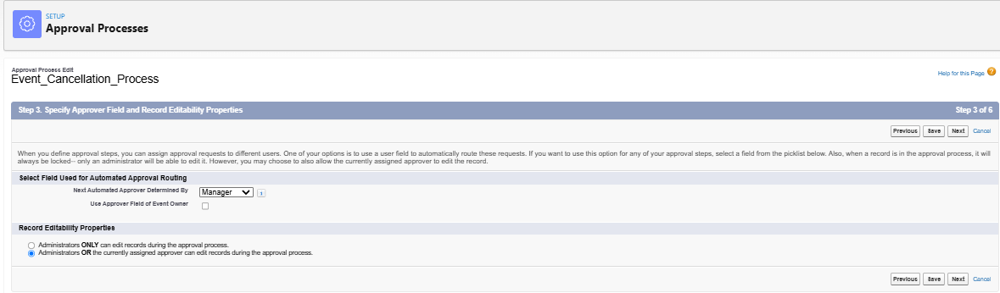 SETUP
Approval Processes
Approval Process Edit
Event_Cancellation_Process
Help for this Page ?
Step 3. Specify Approver Field and Record Editability Properties Step 3 of 6
Previous Save Next Cancel
When you define approval steps, you can assign approval requests to different users. One of your options is to use a user field to automatically route these requests. If you want to use this option for any of your approval steps, select a field from the picklist below. Also, when a record is in the approval process, it will
always be locked-- only an administrator will be able to edit it. However, you may choose to also allow the currently assigned approver to edit the record.
Select Field Used for Automated Approval Routing
Next Automated Approver Determined By Manager i
Use Approver Field of Event Owner
Record Editability Properties
Administrators ONLY can edit records during the approval process.
Administrators OR the currently assigned approver can edit records during the approval process.
Previous Save Next Cancel